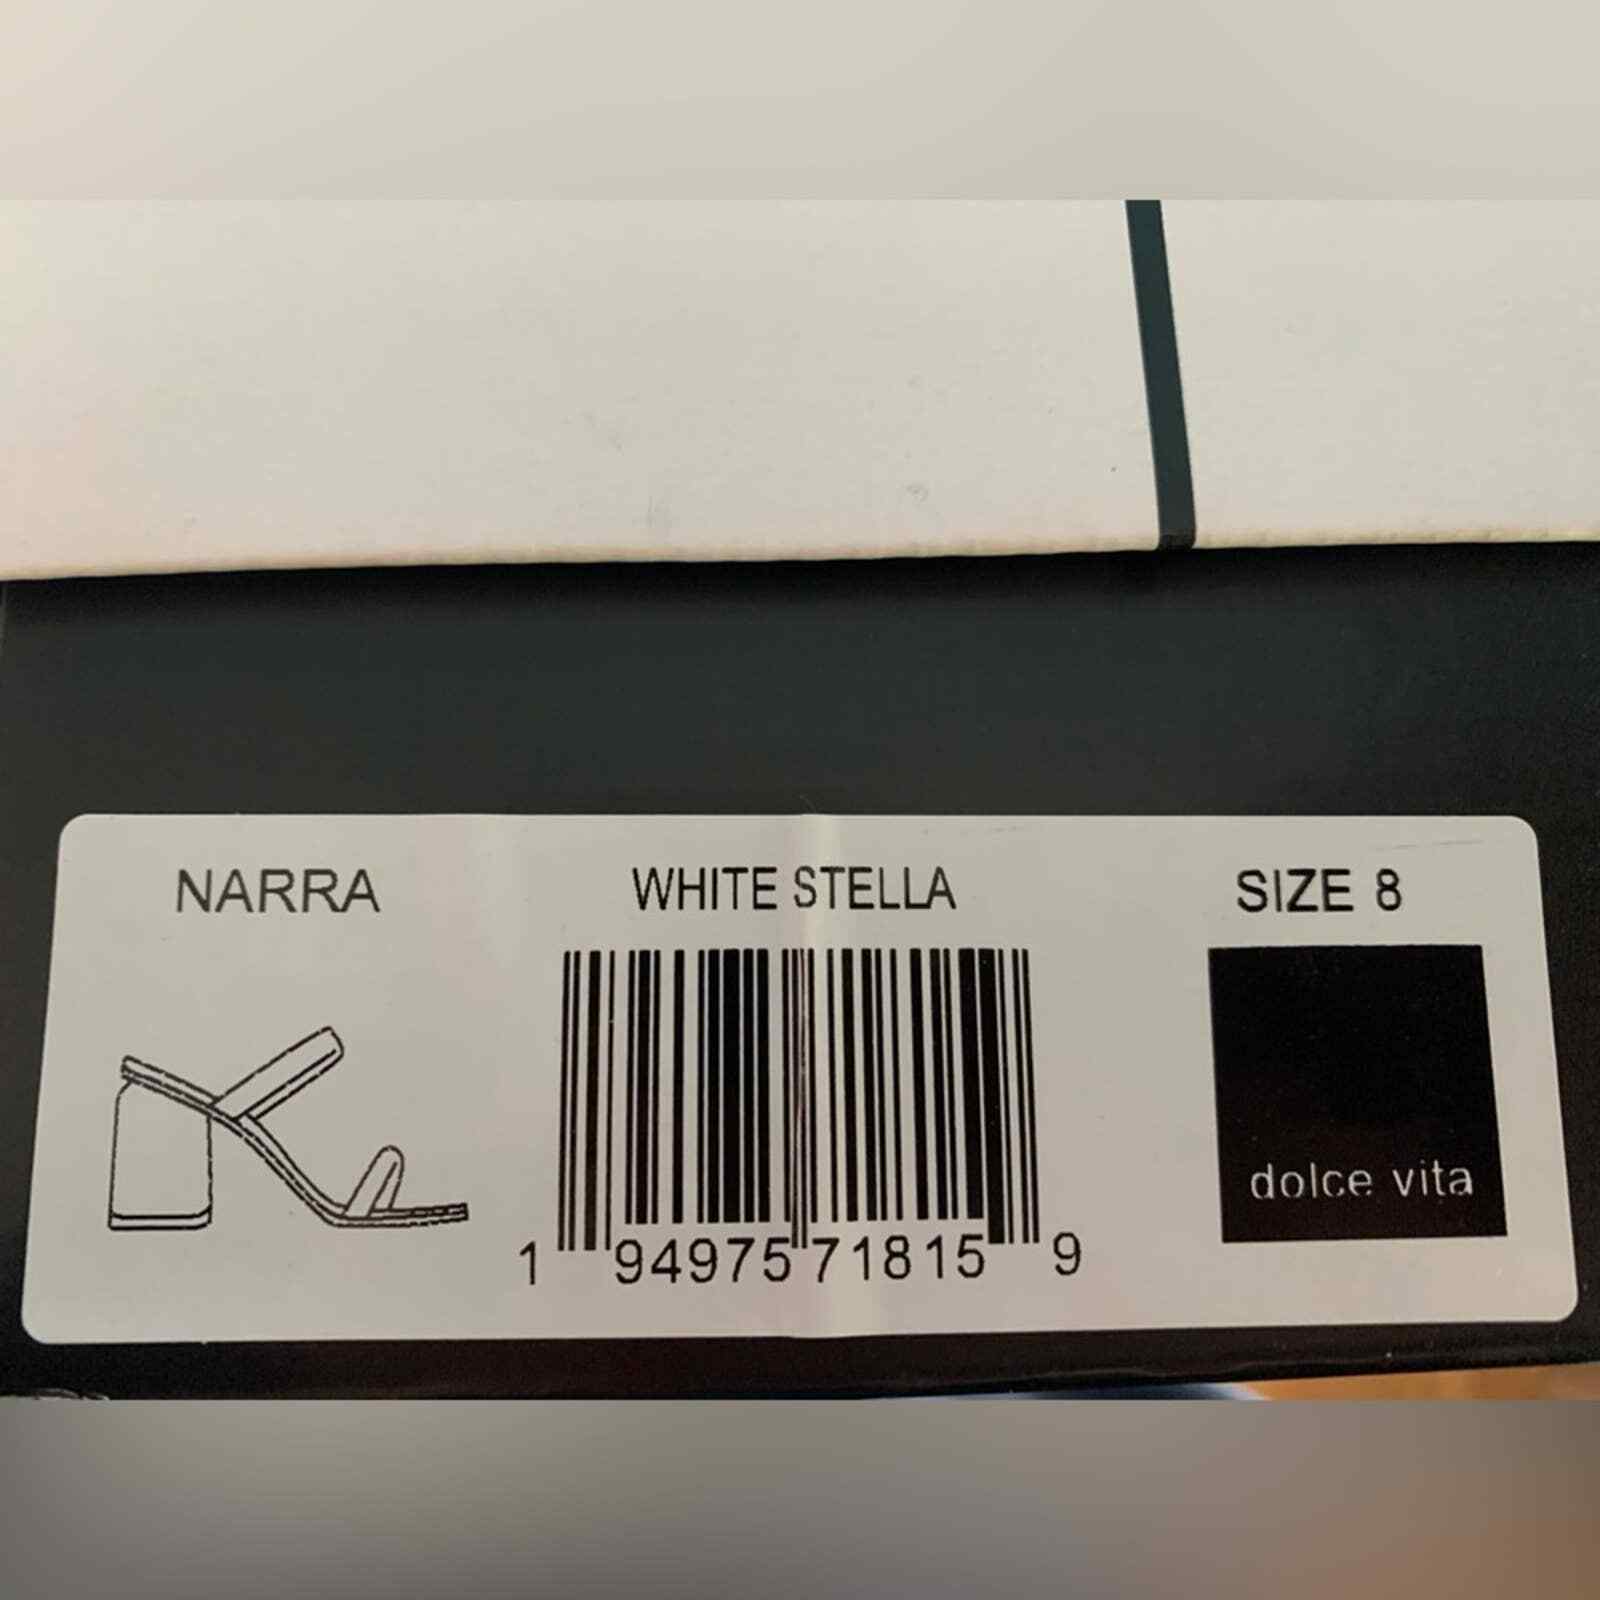 NARRA
WHITE STELLA
SIZE 8
dolce vita
1 94975 71815 9